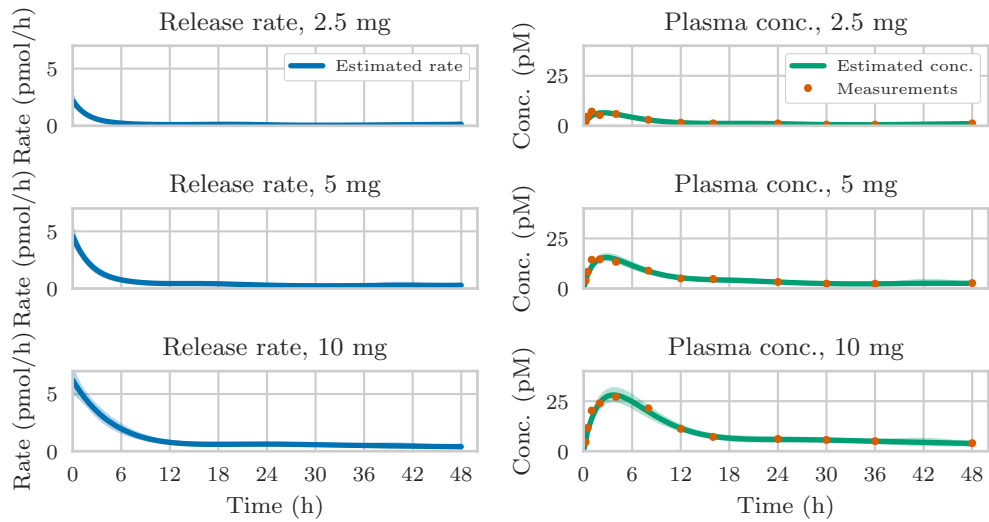 Release rate, 2.5 mg
Rate (pmol/h)
5
0
Estimated rate
Plasma conc., 2.5 mg
Conc. (pM)
25
0
Estimated conc.
Measurements
Release rate, 5 mg
Rate (pmol/h)
5
0
Plasma conc., 5 mg
Conc. (pM)
25
0
Release rate, 10 mg
Rate (pmol/h)
5
0
0 6 12 18 24 30 36 42 48
Time (h)
Plasma conc., 10 mg
Conc. (pM)
25
0
0 6 12 18 24 30 36 42 48
Time (h)